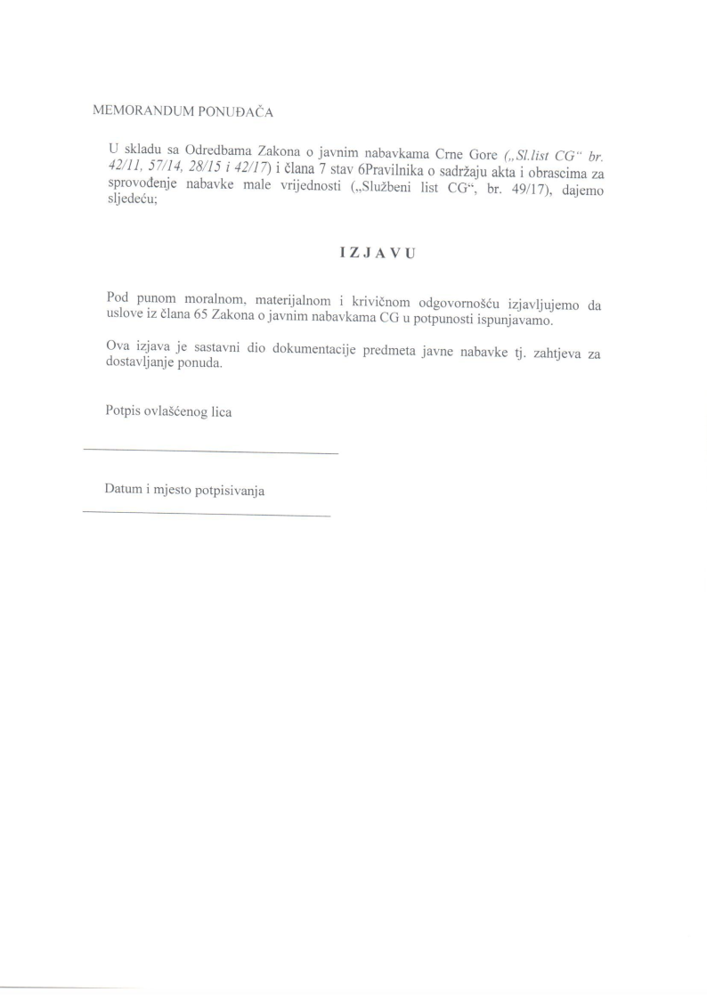 MEMORANDUM PONUĐAČA
U skladu sa Odredbama Zakona o javnim nabavkama Crne Gore („Sl.list CG“ br.
42/11, 57/14, 28/15 i 42/17) i člana 7 stav 6Pravilnika o sadržaju akta i obrascima za
sprovođenje nabavke male vrijednosti („Službeni list CG“, br. 49/17), dajemo
sljedeću;
I Z J A V U
Pod punom moralnom, materijalnom i krivičnom odgovornošću izjavljujemo da
uslove iz člana 65 Zakona o javnim nabavkama CG u potpunosti ispunjavamo.
Ova izjava je sastavni dio dokumentacije predmeta javne nabavke tj. zahtjeva za
dostavljanje ponuda.
Potpis ovlašćenog lica
Datum i mjesto potpisivanja